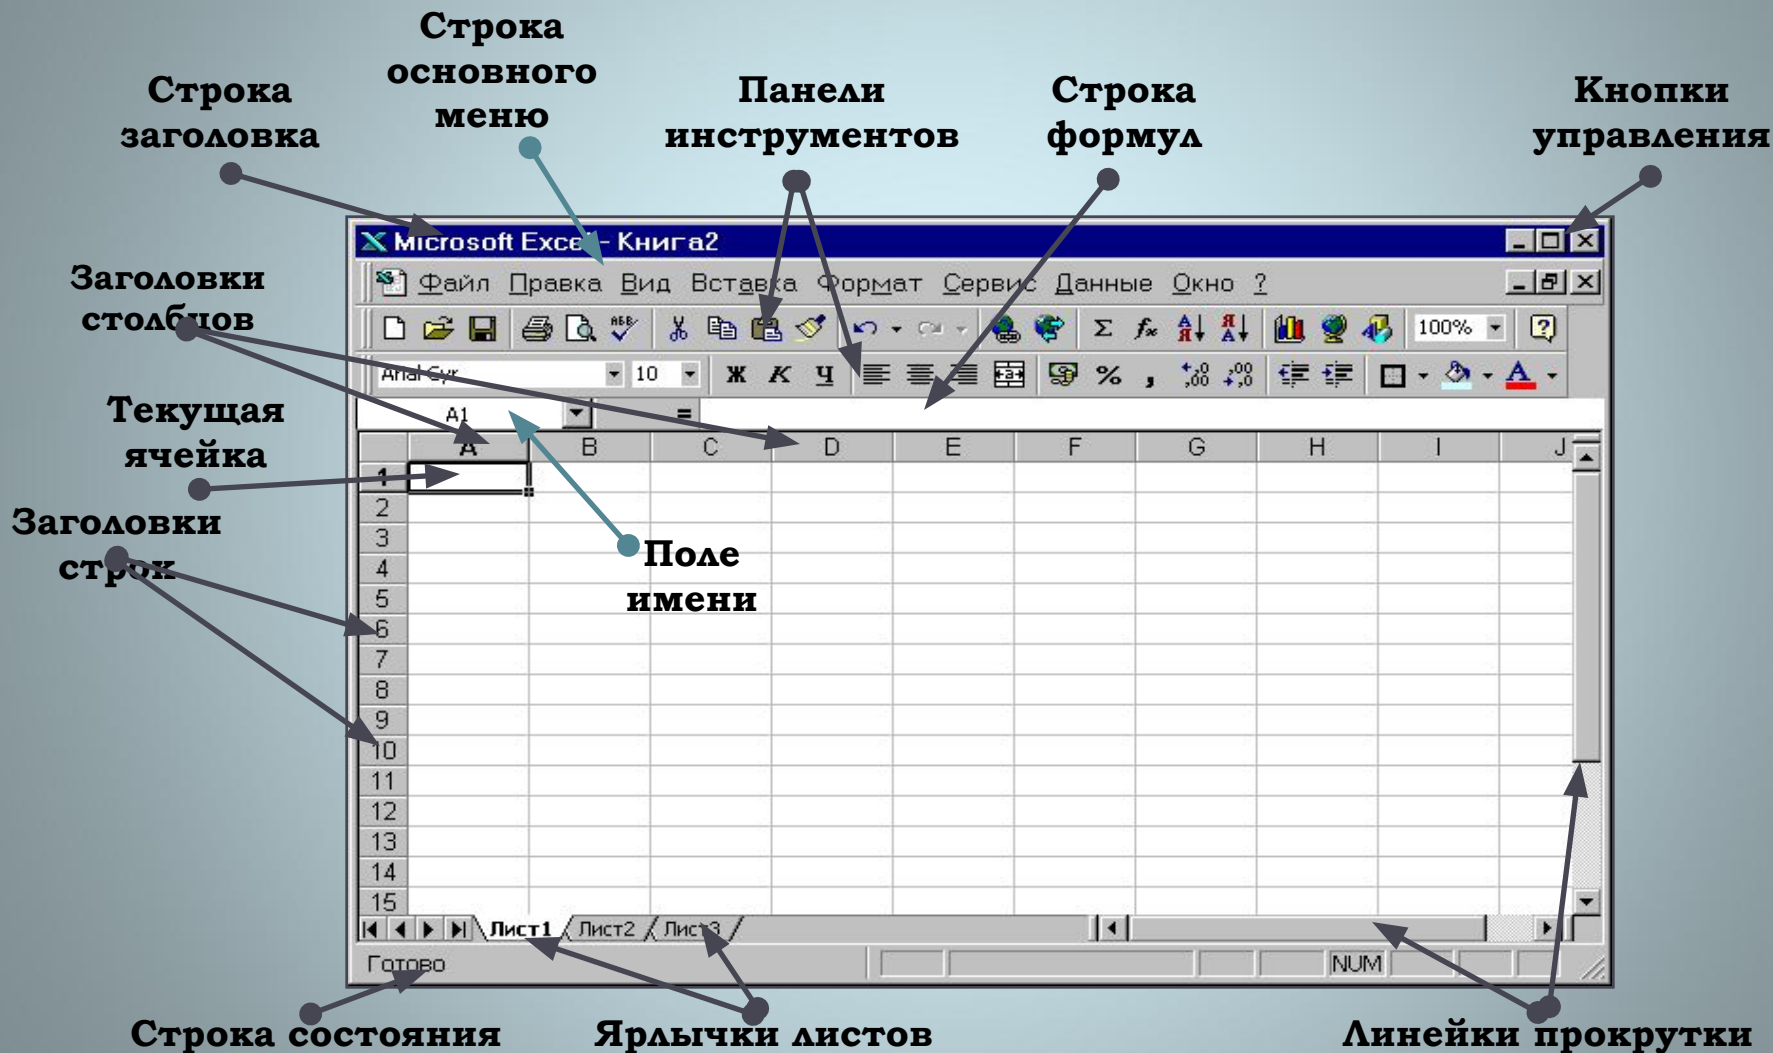 Строка
основного
меню
Строка
заголовка
Панели
инструментов
Строка
формул
Кнопки
управления
Microsoft Excel - Книга2
Файл Правка Вид Вставка Формат Сервис Данные Окно ?
Заголовки
столбцов
100%
Arial Cyr 10 Ж К Ч % ,
A1 =
Текущая
ячейка
A B C D E F G H I J
1
2
3
4
5
6
7
8
9
10
11
12
13
14
15
Заголовки
строк
Поле
имени
Лист1 Лист2 Лист3
Готово NUM
Строка состояния
Ярлычки листов
Линейки прокрутки